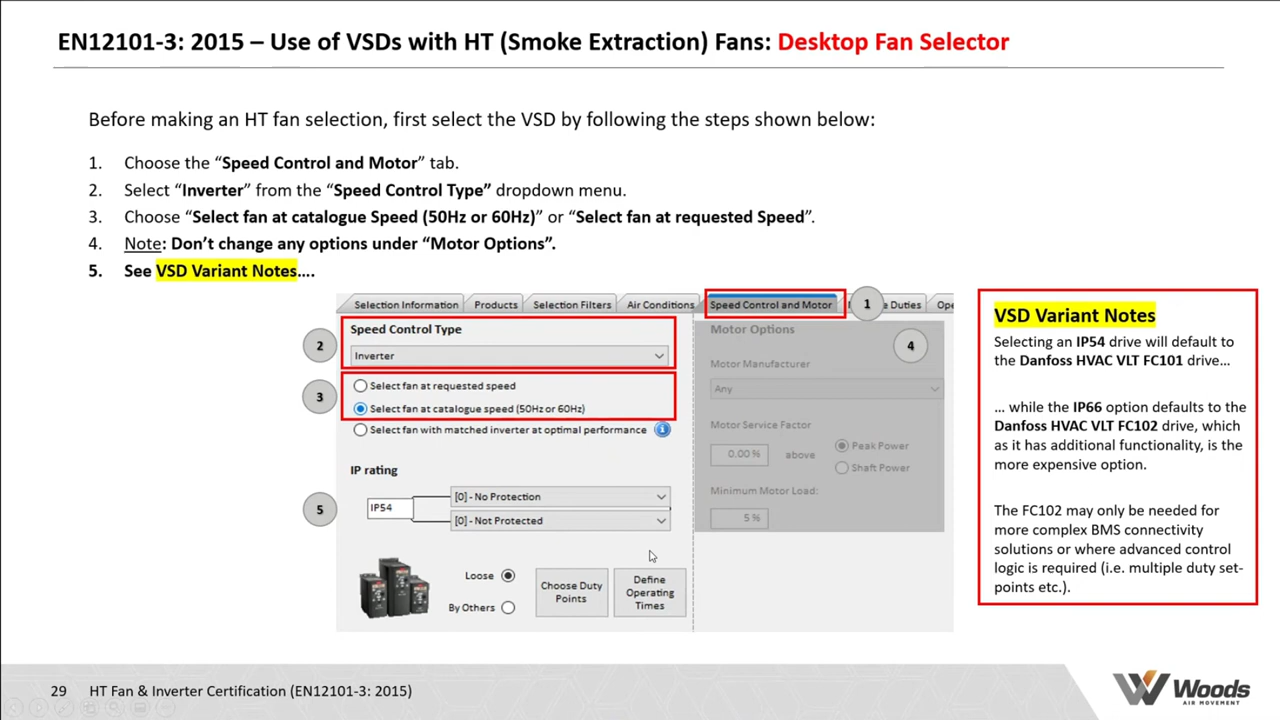 EN12101-3: 2015 – Use of VSDs with HT (Smoke Extraction) Fans: Desktop Fan Selector
Before making an HT fan selection, first select the VSD by following the steps shown below:
1. Choose the “Speed Control and Motor” tab.
2. Select “Inverter” from the “Speed Control Type” dropdown menu.
3. Choose “Select fan at catalogue Speed (50Hz or 60Hz)” or “Select fan at requested Speed”.
4. Note: Don’t change any options under “Motor Options”.
5. See VSD Variant Notes....
Selection Information Products Selection Filters Air Conditions Speed Control and Motor 1 e Duties Ope
Speed Control Type
2
Inverter
3
Select fan at requested speed
Select fan at catalogue speed (50Hz or 60Hz)
Select fan with matched inverter at optimal performance
IP rating
5
IP54
[0] - No Protection
[0] - Not Protected
Loose
By Others
Choose Duty
Points
Define
Operating
Times
Motor Options
4
Motor Manufacturer
Any
Motor Service Factor
0.00 % above
Peak Power
Shaft Power
Minimum Motor Load:
5 %
VSD Variant Notes
Selecting an IP54 drive will default to
the Danfoss HVAC VLT FC101 drive...
... while the IP66 option defaults to the
Danfoss HVAC VLT FC102 drive, which
as it has additional functionality, is the
more expensive option.
The FC102 may only be needed for
more complex BMS connectivity
solutions or where advanced control
logic is required (i.e. multiple duty set-
points etc.).
29 HT Fan & Inverter Certification (EN12101-3: 2015)
Woods
AIR MOVEMENT